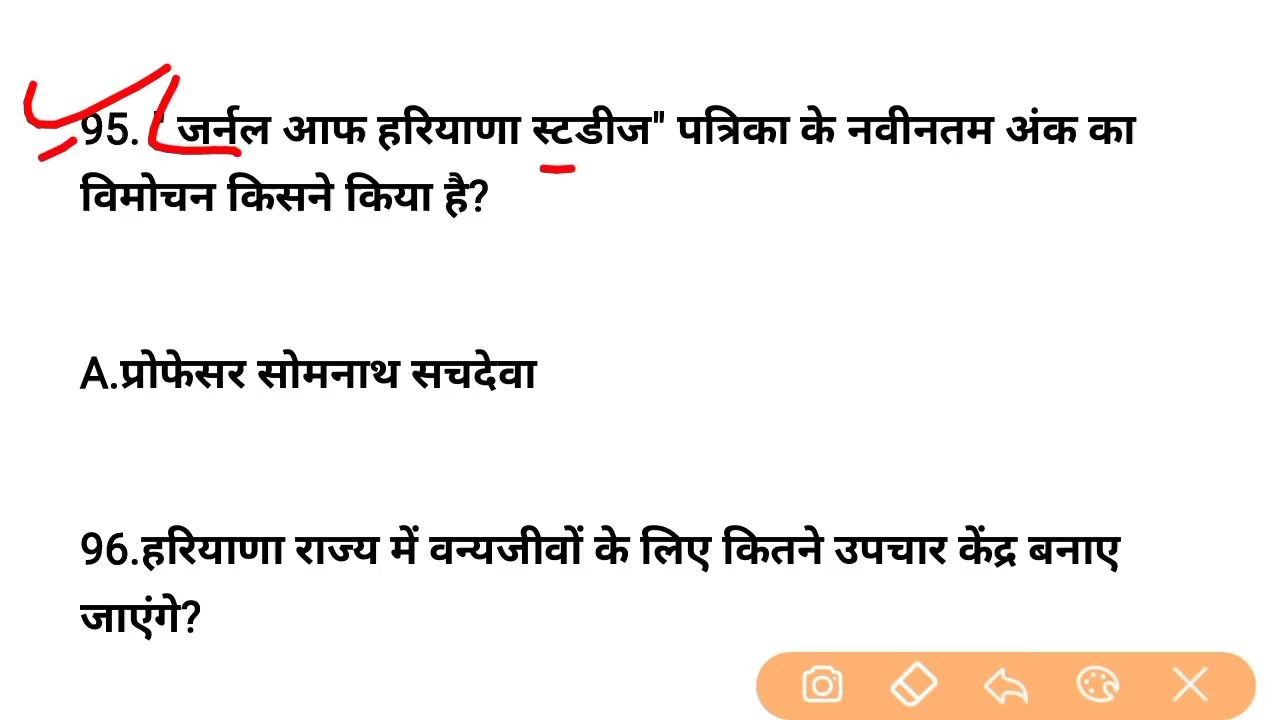 95. " जर्नल आफ हरियाणा स्टडीज" पत्रिका के नवीनतम अंक का
विमोचन किसने किया है?
A.प्रोफेसर सोमनाथ सचदेवा
96.हरियाणा राज्य में वन्यजीवों के लिए कितने उपचार केंद्र बनाए
जाएंगे?